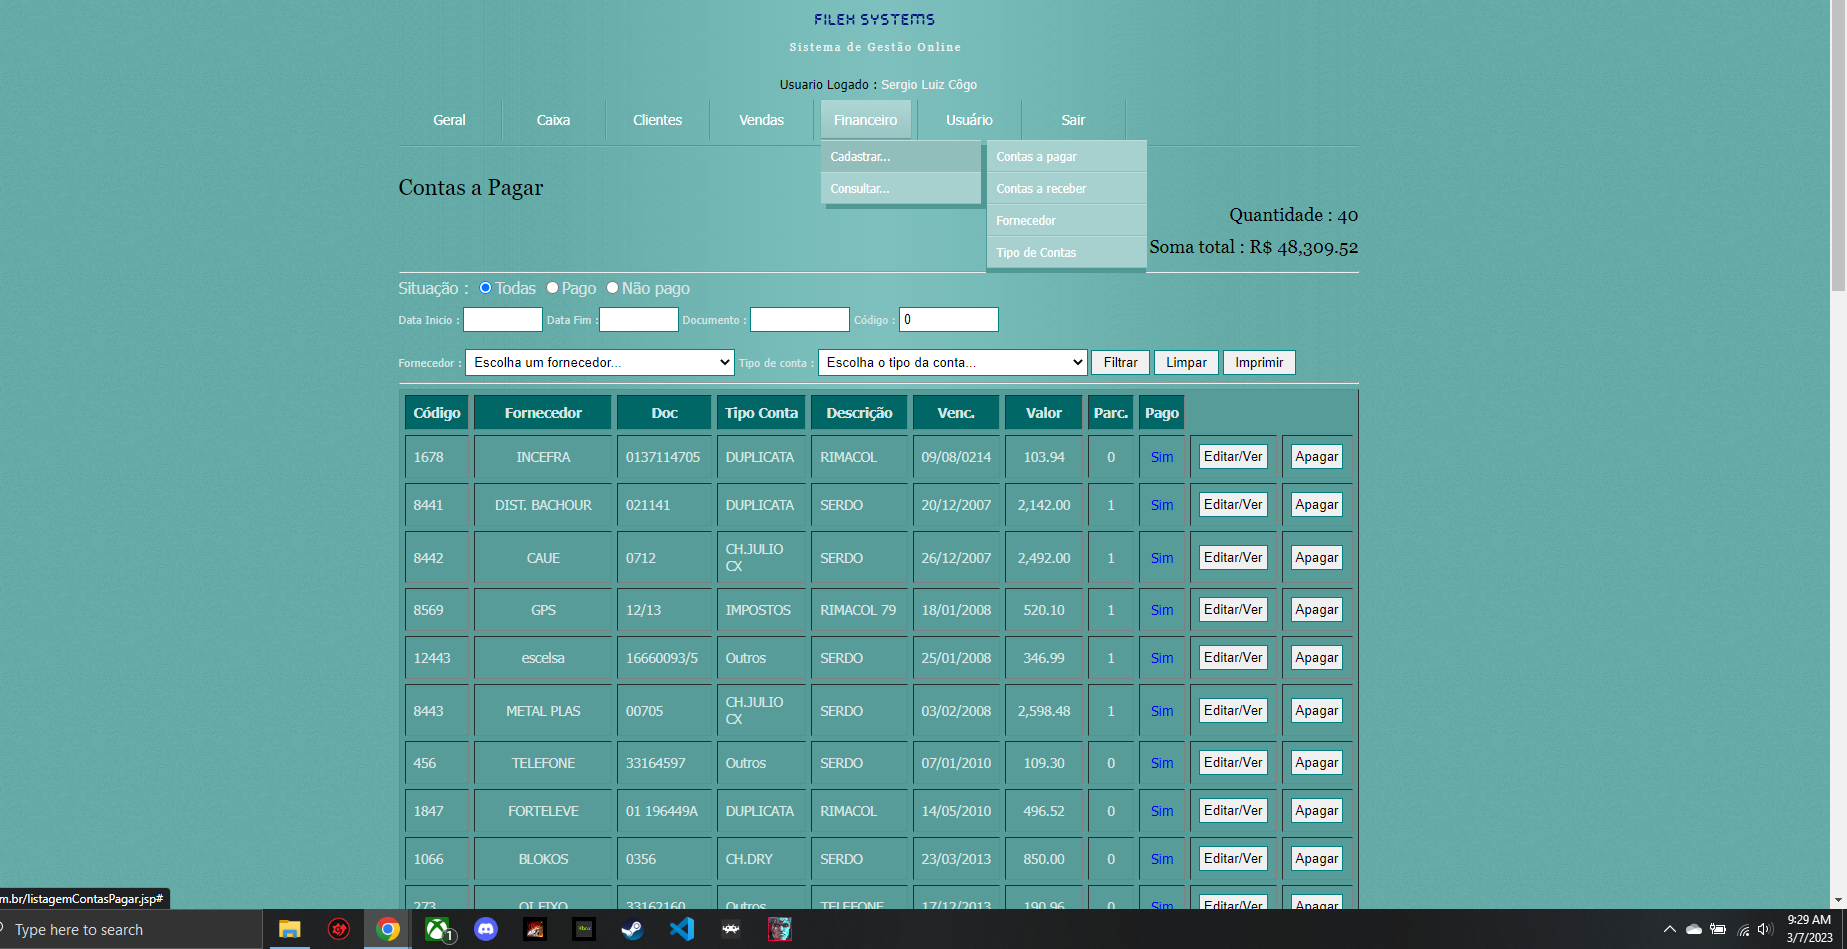 FILEX SYSTEMS
Sistema de Gestão Online
Usuario Logado : Sergio Luiz Côgo
Geral Caixa Clientes Vendas Financeiro Usuário Sair
Cadastrar... Contas a pagar
Consultar... Contas a receber
Fornecedor
Tipo de Contas
Contas a Pagar
Quantidade : 40
Soma total : R$ 48,309.52
Situação : Todas Pago Não pago
Data Inicio : Data Fim : Documento : Código : 0
Fornecedor : Escolha um fornecedor... Tipo de conta : Escolha o tipo da conta... Filtrar Limpar Imprimir
Código Fornecedor Doc Tipo Conta Descrição Venc. Valor Parc. Pago
1678 INCEFRA 0137114705 DUPLICATA RIMACOL 09/08/0214 103.94 0 Sim Editar/Ver Apagar
8441 DIST. BACHOUR 021141 DUPLICATA SERDO 20/12/2007 2,142.00 1 Sim Editar/Ver Apagar
8442 CAUE 0712 CH.JULIO CX SERDO 26/12/2007 2,492.00 1 Sim Editar/Ver Apagar
8569 GPS 12/13 IMPOSTOS RIMACOL 79 18/01/2008 520.10 1 Sim Editar/Ver Apagar
12443 escelsa 16660093/5 Outros SERDO 25/01/2008 346.99 1 Sim Editar/Ver Apagar
8443 METAL PLAS 00705 CH.JULIO CX SERDO 03/02/2008 2,598.48 1 Sim Editar/Ver Apagar
456 TELEFONE 33164597 Outros SERDO 07/01/2010 109.30 0 Sim Editar/Ver Apagar
1847 FORTELEVE 01 196449A DUPLICATA RIMACOL 14/05/2010 496.52 0 Sim Editar/Ver Apagar
1066 BLOKOS 0356 CH.DRY SERDO 23/03/2013 850.00 0 Sim Editar/Ver Apagar
273 OI FIXO 33162160 Outros TELEFONE 17/12/2013 190.96 0 Sim Editar/Ver Apagar
m.br/listagemContasPagar.jsp#
Type here to search
1
9:29 AM
3/7/2023